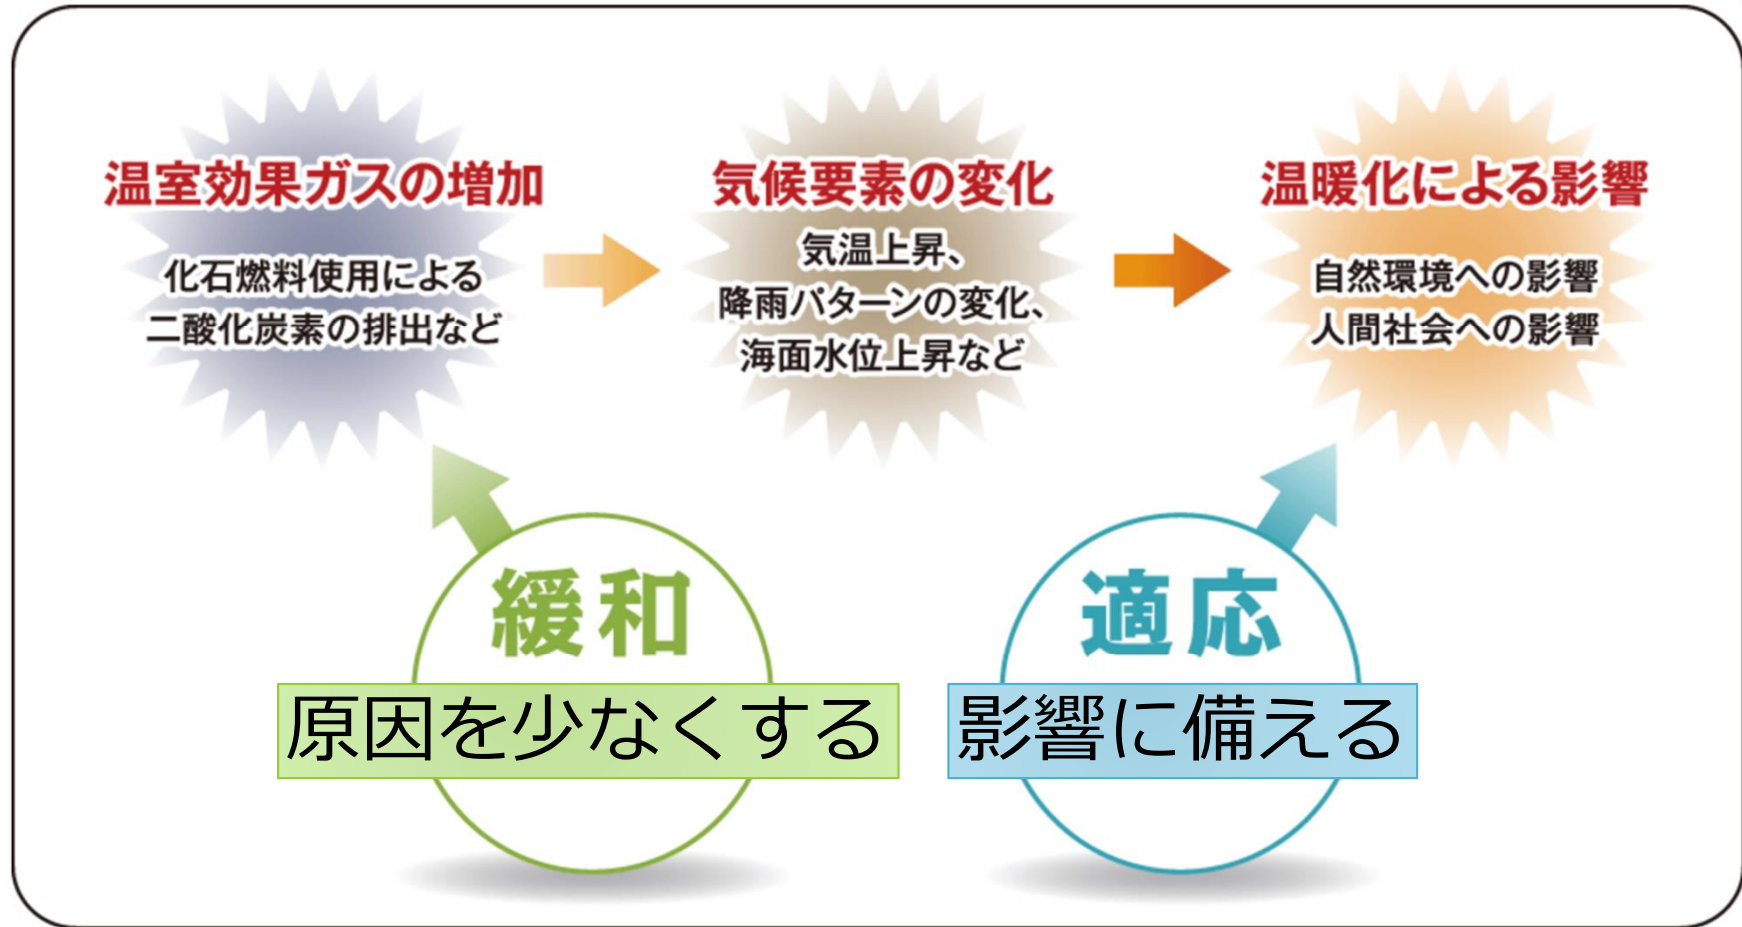 温室効果ガスの増加
化石燃料使用による
二酸化炭素の排出など
気候要素の変化
気温上昇、
降雨パターンの変化、
海面水位上昇など
温暖化による影響
自然環境への影響
人間社会への影響
緩和
原因を少なくする
適応
影響に備える